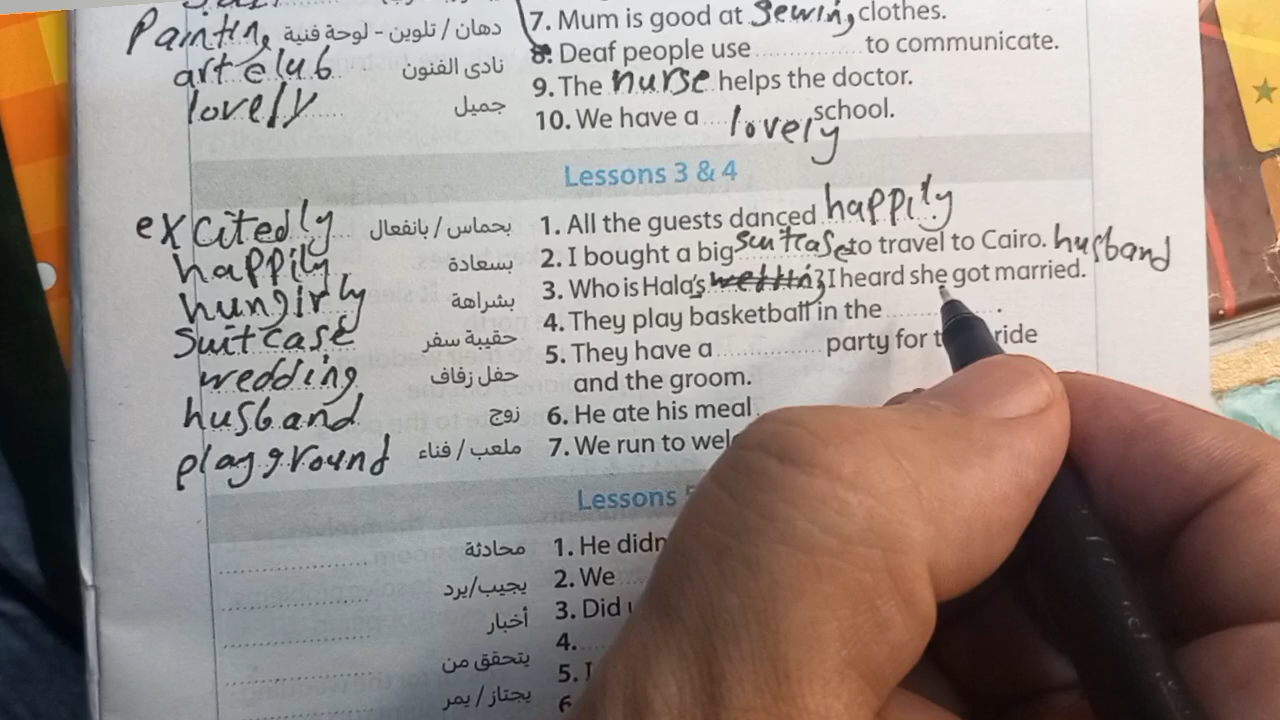 Painting دهان / تلوين - لوحة فنية
art club نادى الفنون
lovely جميل
7. Mum is good at sewing clothes.
8. Deaf people use ............ to communicate.
9. The nurse helps the doctor.
10. We have a lovely school.
Lessons 3 & 4
excitedly بحماس / بانفعال
happily بسعادة
hungirly بشراهة
suitcase حقيبة سفر
wedding حفل زفاف
husband زوج
playground ملعب / فناء
1. All the guests danced happily
2. I bought a big suitcase to travel to Cairo.
3. Who is Hala's husband I heard she got married.
4. They play basketball in the ............ .
5. They have a ............ party for
and the groom.
6. He ate his meal
7. We run to
Lessons
محادثة
يجيب/يرد
أخبار
يتحقق من
يجتاز / يمر
1. He
2. We
3. Did
4.
5. I
6